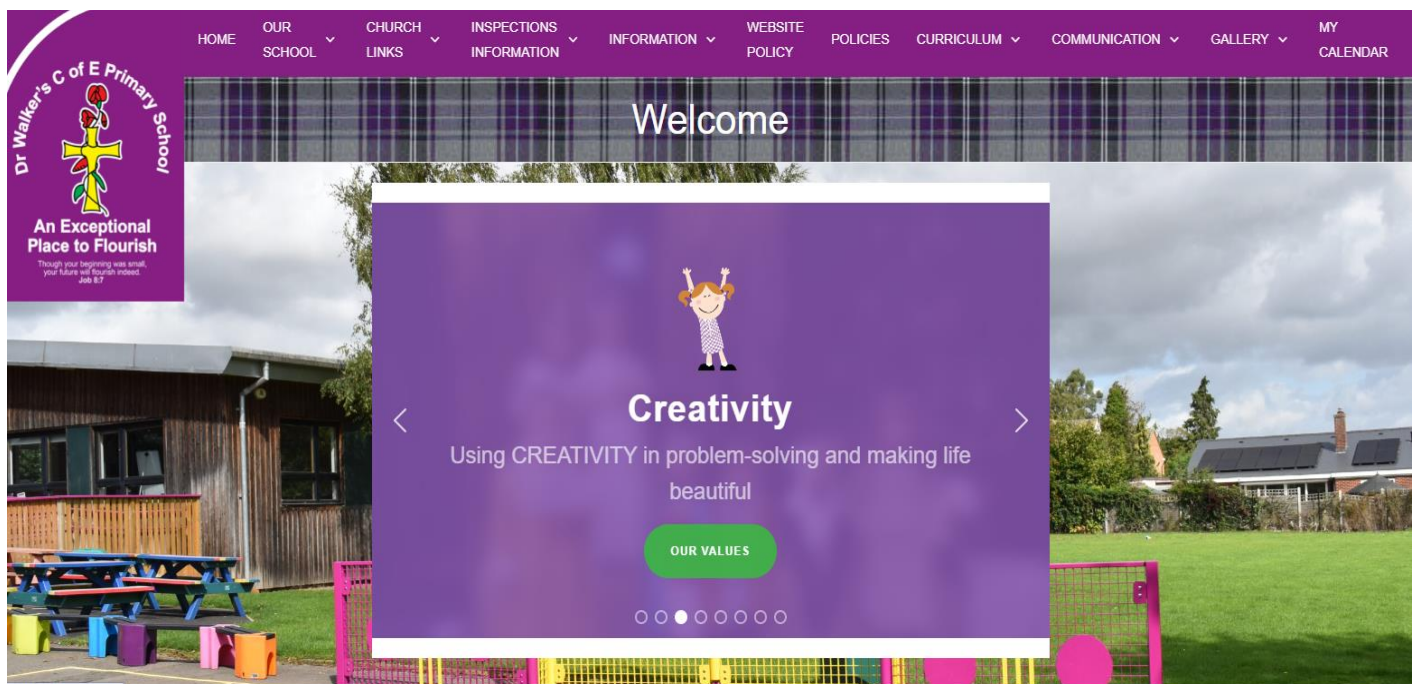 HOME
OUR
SCHOOL
CHURCH
LINKS
INSPECTIONS
INFORMATION
INFORMATION
WEBSITE
POLICY
POLICIES
CURRICULUM
COMMUNICATION
GALLERY
MY
CALENDAR
Dr Walker's C of E Primary School
An Exceptional
Place to Flourish
Though your beginning was small,
your future will flourish indeed.
Job 8:7
Welcome
Creativity
Using CREATIVITY in problem-solving and making life
beautiful
OUR VALUES